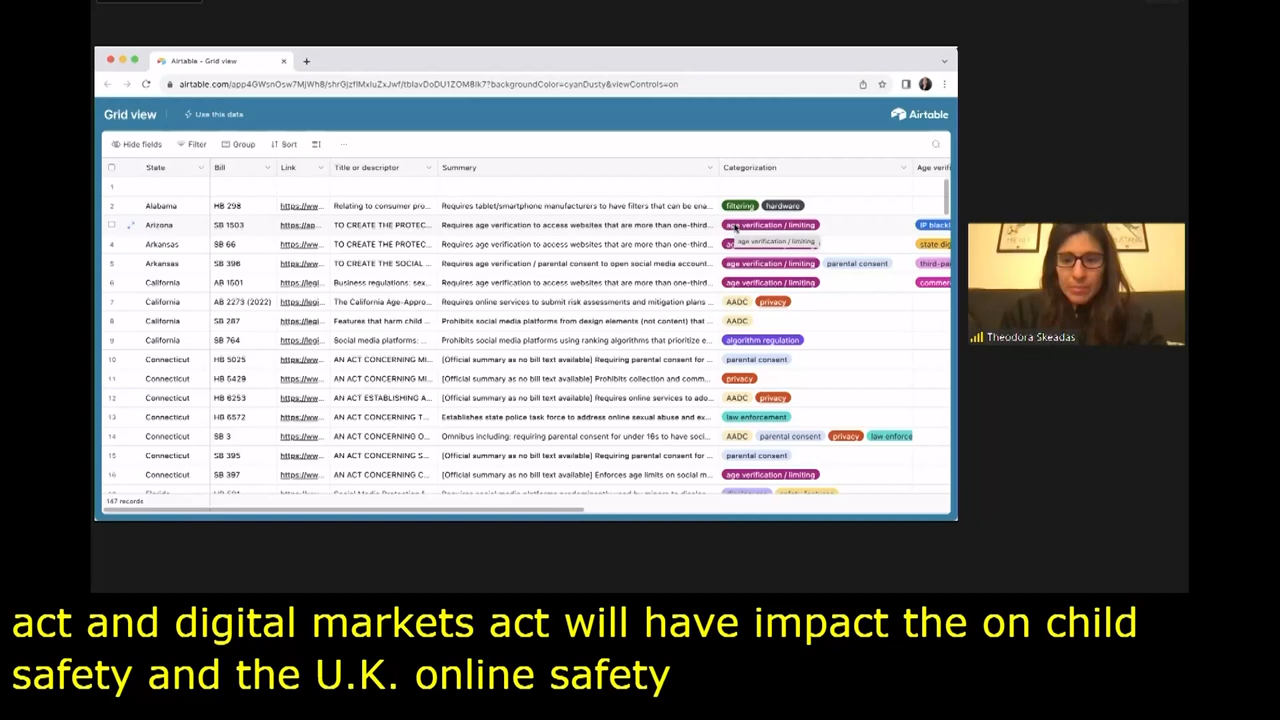 Airtable - Grid view
airtable.com/app4GWsnOsw7MjWh8/shrGjzflMxIuZxJwf/tblavDoDU1ZOM8Ik7?backgroundColor=cyanDusty&viewControls=on
Grid view Use this data Airtable
Hide fields Filter Group Sort
State Bill Link Title or descriptor Summary Categorization Age verifi
1
2 Alabama HB 298 https://ww... Relating to consumer pro... Requires tablet/smartphone manufacturers to have filters that can be ena... filtering hardware
Arizona SB 1503 https://ap... TO CREATE THE PROTEC... Requires age verification to access websites that are more than one-third... age verification / limiting IP blackl
4 Arkansas SB 66 https://ww... TO CREATE THE PROTEC... Requires age verification to access websites that are more than one-third... age verification / limiting state dig
5 Arkansas SB 396 https://ww... TO CREATE THE SOCIAL ... Requires age verification / parental consent to open social media account... age verification / limiting parental consent third-pa
6 California AB 1501 https://legi... Business regulations: sex... Requires age verification to access websites that are more than one-third... age verification / limiting commerc
7 California AB 2273 (2022) https://legi... The California Age-Appro... Requires online services to submit risk assessments and mitigation plans ... AADC privacy
8 California SB 287 https://legi... Features that harm child ... Prohibits social media platforms from design elements (not content) that ... AADC
9 California SB 764 https://legi... Social media platforms: ... Prohibits social media platforms using ranking algorithms that prioritize e... algorithm regulation
10 Connecticut HB 5025 https://ww... AN ACT CONCERNING MI... [Official summary as no bill text available] Requiring parental consent for ... parental consent
11 Connecticut HB 5429 https://ww... AN ACT CONCERNING MI... [Official summary as no bill text available] Prohibits collection and comm... privacy
12 Connecticut HB 6253 https://ww... AN ACT ESTABLISHING A... [Official summary as no bill text available] Requires online services to ado... AADC privacy
13 Connecticut HB 6572 https://ww... AN ACT CONCERNING T... Establishes state police task force to address online sexual abuse and ex... law enforcement
14 Connecticut SB 3 https://ww... AN ACT CONCERNING O... Omnibus including: requiring parental consent for under 16s to have soci... AADC parental consent privacy law enforce
15 Connecticut SB 395 https://ww... AN ACT CONCERNING S... [Official summary as no bill text available] Requiring parental consent for ... parental consent
16 Connecticut SB 397 https://ww... AN ACT CONCERNING C... [Official summary as no bill text available] Enforces age limits on social m... age verification / limiting
147 records
Theodora Skeadas
act and digital markets act will have impact the on child
safety and the U.K. online safety